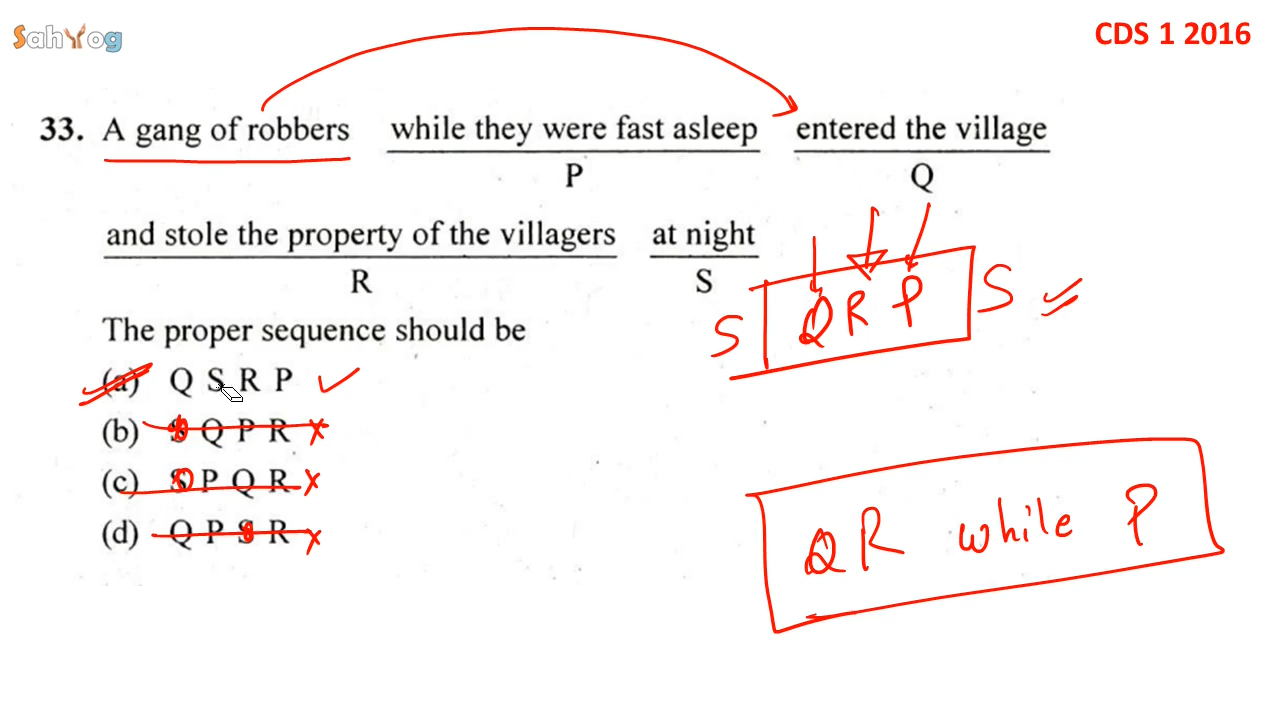 SahYog
CDS 1 2016
33. A gang of robbers while they were fast asleep entered the village
P Q
and stole the property of the villagers at night
R S
The proper sequence should be
(a) Q S R P
(b) S Q P R
(c) S P Q R
(d) Q P S R
S Q R P S
Q R while P